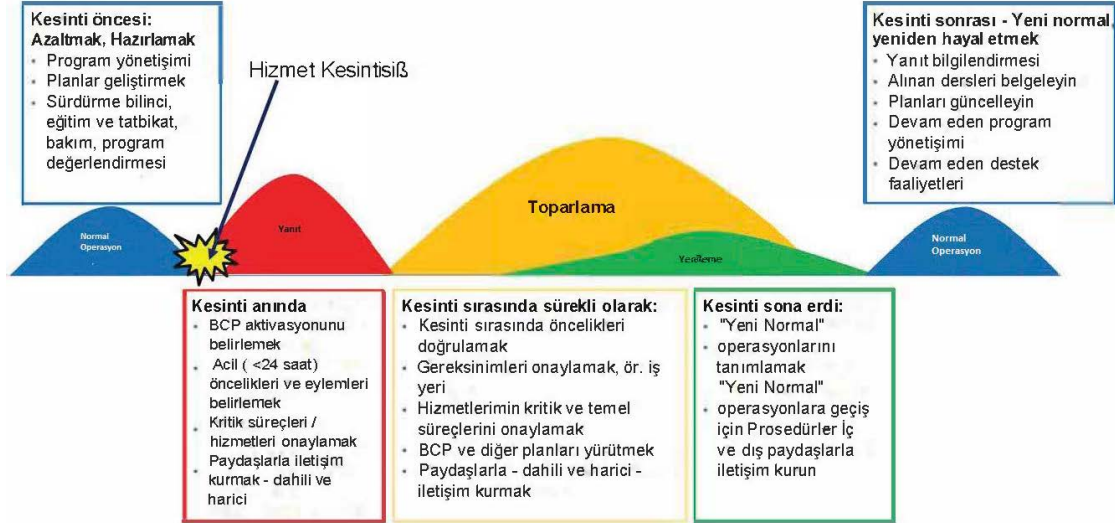 Kesinti öncesi:
Azaltmak, Hazırlamak
• Program yönetişimi
• Planlar geliştirmek
• Sürdürme bilinci,
eğitim ve tatbikat,
bakım, program
değerlendirmesi
Hizmet Kesintisiß
Kesinti sonrası - Yeni normal,
yeniden hayal etmek
• Yanıt bilgilendirmesi
• Alınan dersleri belgeleyin
• Planları güncelleyin
• Devam eden program
yönetişimi
• Devam eden destek
faaliyetleri
Normal
Operasyon
Yanıt
Toparlama
Yenileme
Normal
Operasyon
Kesinti anında
• BCP aktivasyonunu
belirlemek
• Acil ( <24 saat)
öncelikleri ve eylemleri
belirlemek
• Kritik süreçleri /
hizmetleri onaylamak
• Paydaşlarla iletişim
kurmak - dahili ve
harici
Kesinti sırasında sürekli olarak:
• Kesinti sırasında öncelikleri
doğrulamak
• Gereksinimleri onaylamak, ör. iş
yeri
• Hizmetlerimin kritik ve temel
süreçlerini onaylamak
• BCP ve diğer planları yürütmek
• Paydaşlarla - dahili ve harici -
iletişim kurmak
Kesinti sona erdi:
• "Yeni Normal"
• operasyonlarını
tanımlamak
"Yeni Normal"
• operasyonlara geçiş
için Prosedürler İç
ve dış paydaşlarla
iletişim kurun